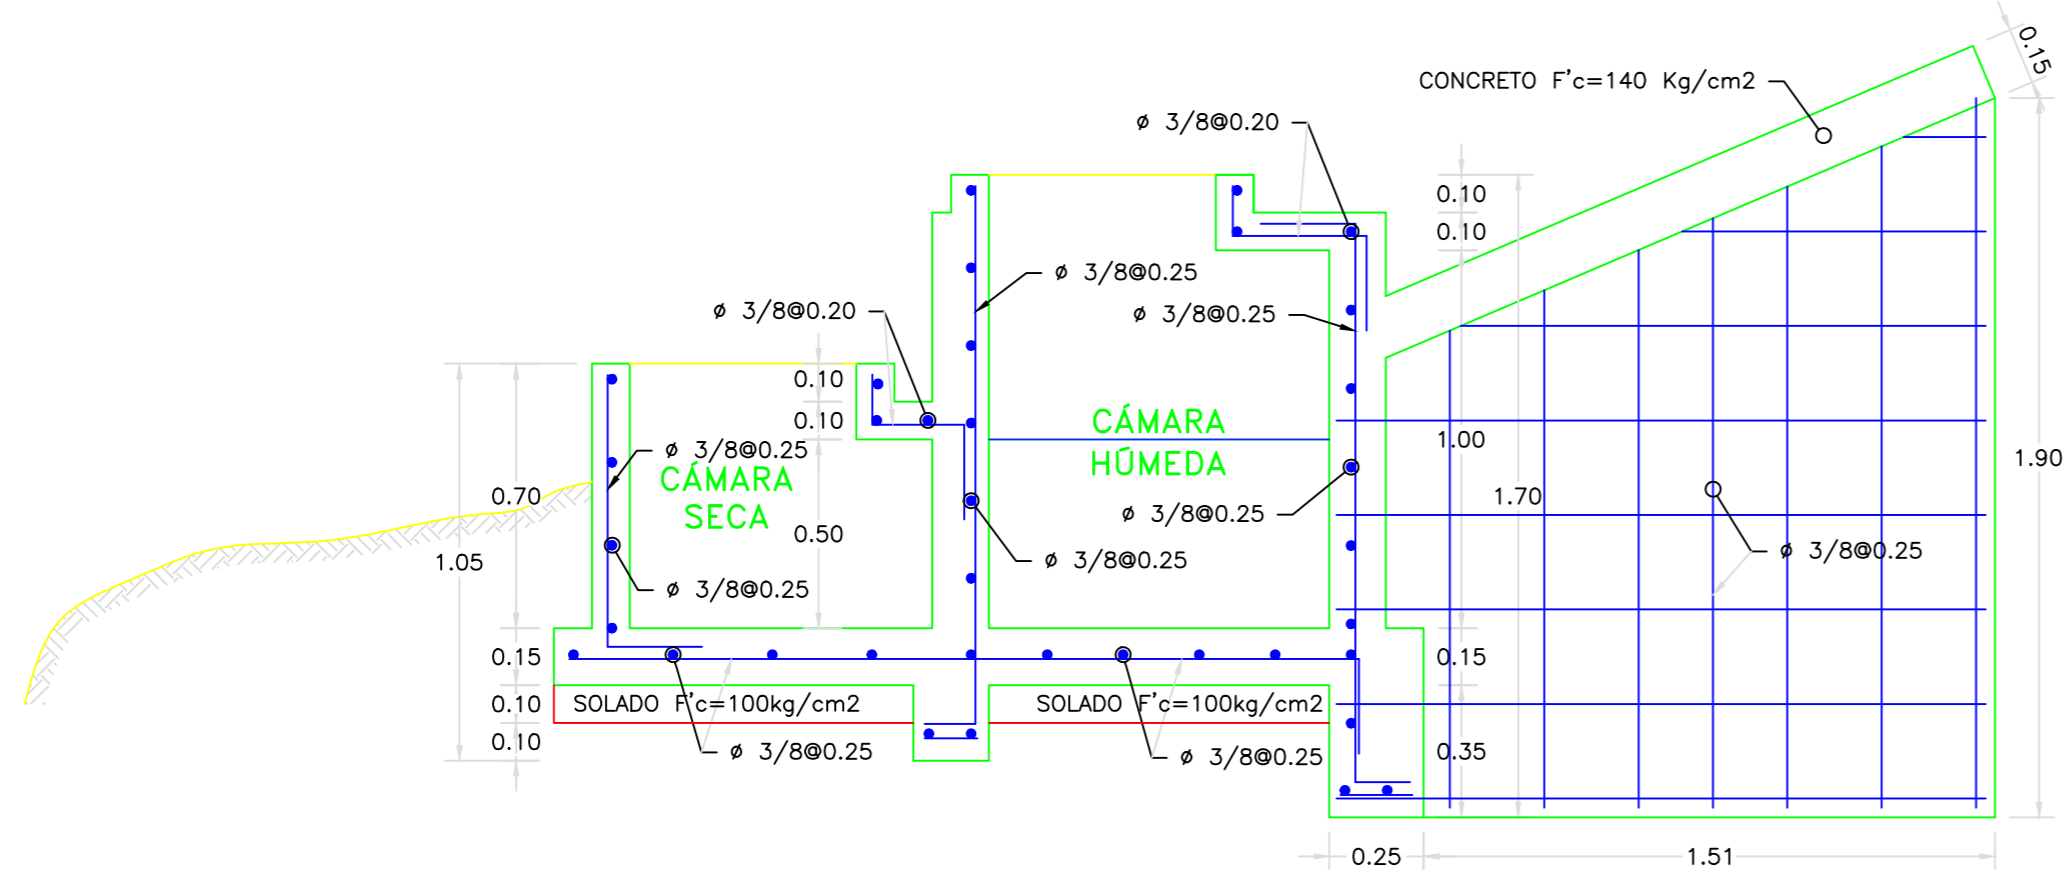 0.15
CONCRETO F'c=140 Kg/cm2
ø 3/8@0.20
0.10
0.10
ø 3/8@0.25
ø 3/8@0.20
ø 3/8@0.25
0.10
0.10
CÁMARA
HÚMEDA
1.00
1.90
ø 3/8@0.25
CÁMARA
SECA
0.70
1.70
ø 3/8@0.25
0.50
1.05
ø 3/8@0.25
ø 3/8@0.25
ø 3/8@0.25
0.15
0.15
0.10
SOLADO F'c=100kg/cm2
SOLADO F'c=100kg/cm2
0.10
ø 3/8@0.25
ø 3/8@0.25
0.35
0.25
1.51